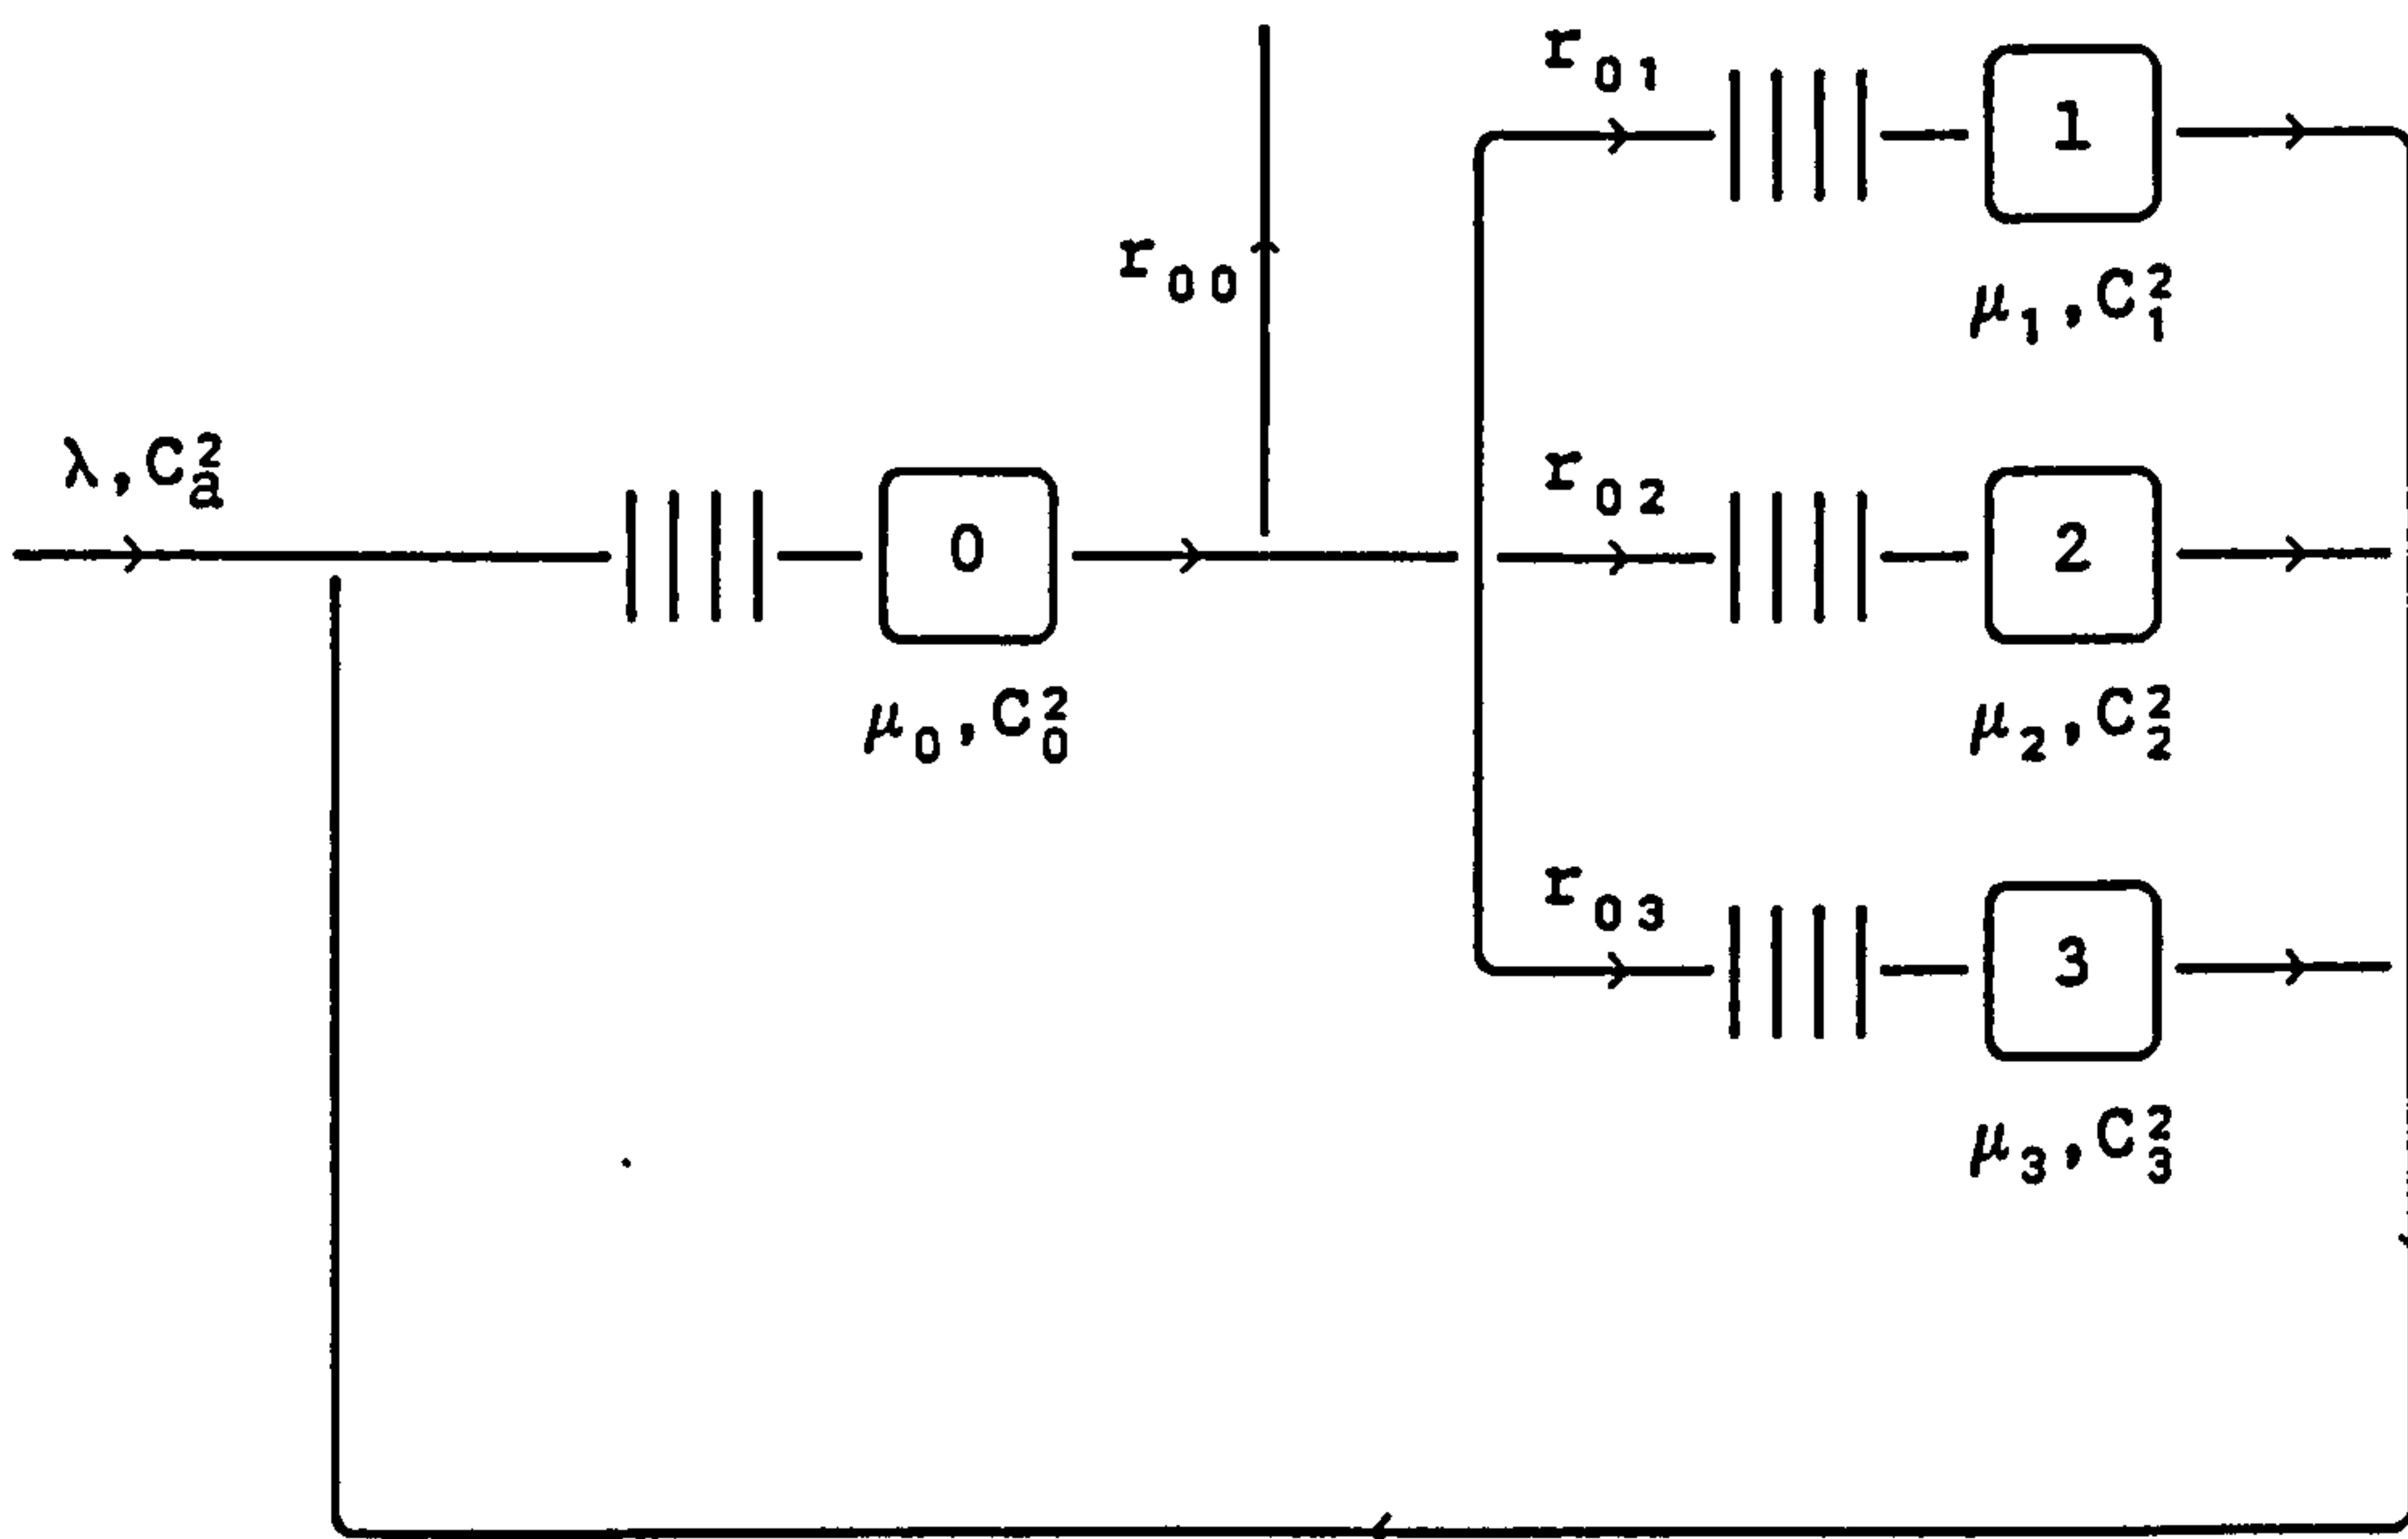 r₀₁
1
μ₁,C₁²
r₀₀
λ,Cₐ²
0
μ₀,C₀²
r₀₂
2
μ₂,C₂²
r₀₃
3
μ₃,C₃²